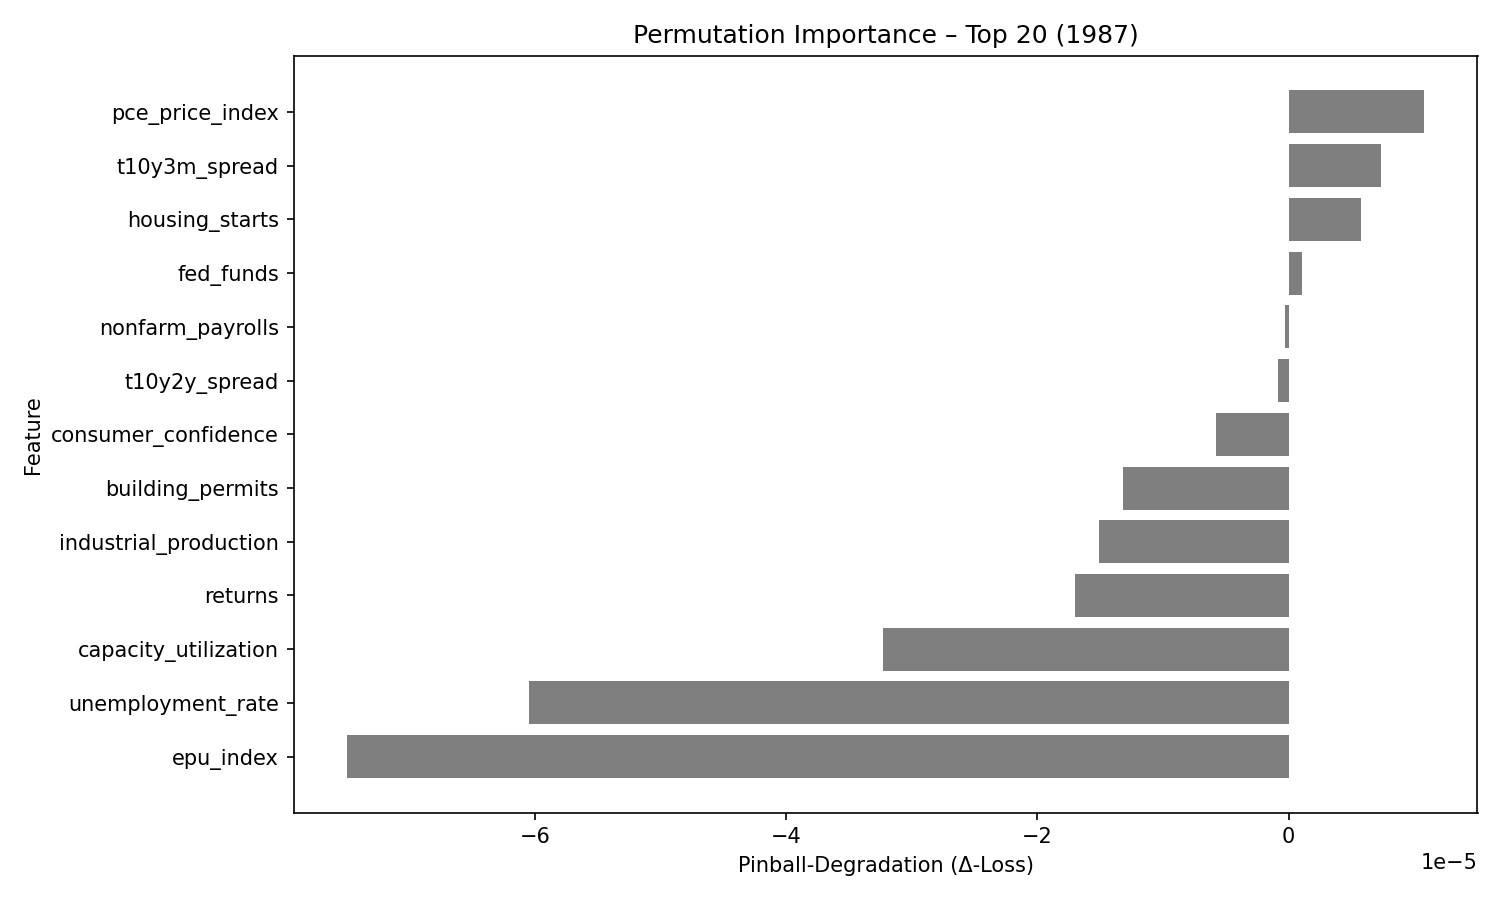 Permutation Importance – Top 20 (1987)
Feature
pce_price_index
t10y3m_spread
housing_starts
fed_funds
nonfarm_payrolls
t10y2y_spread
consumer_confidence
building_permits
industrial_production
returns
capacity_utilization
unemployment_rate
epu_index
−6 −4 −2 0
1e−5
Pinball-Degradation (Δ-Loss)